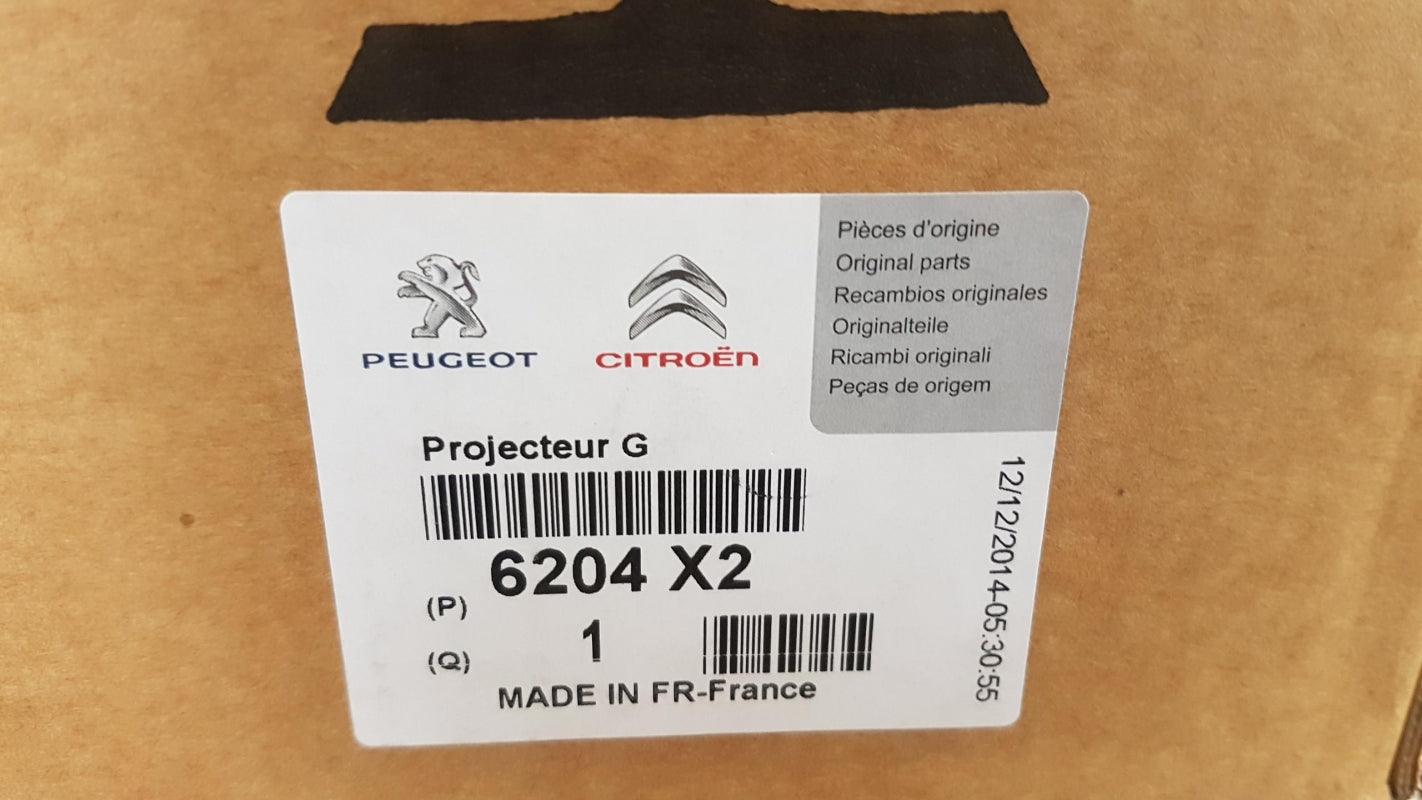 PEUGEOT
CITROËN
Pièces d'origine
Original parts
Recambios originales
Originalteile
Ricambi originali
Peças de origem
Projecteur G
6204 X2
(P)
(Q) 1
MADE IN FR-France
12/12/2014-05:30:55